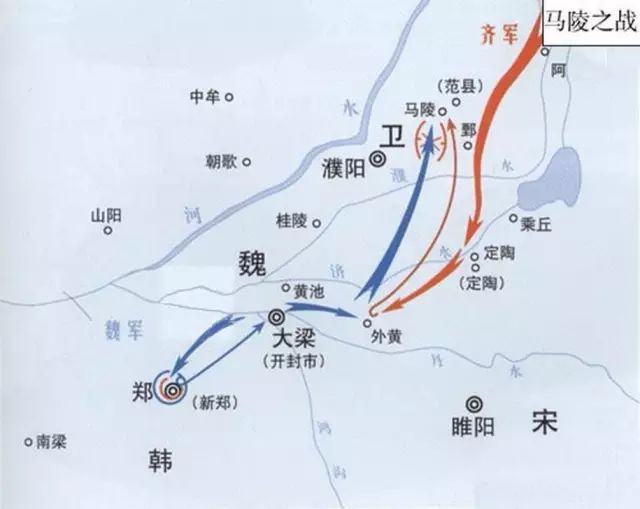 马陵之战
齐军
阿
(范县)
马陵
鄄
中牟
水
卫
濮阳
朝歌
濮
水
河
山阳
桂陵
乘丘
魏
济
水
定陶
(定陶)
黄池
魏军
大梁
(开封市)
外黄
丹
水
郑
(新郑)
睢阳
宋
鸿
沟
南梁
韩